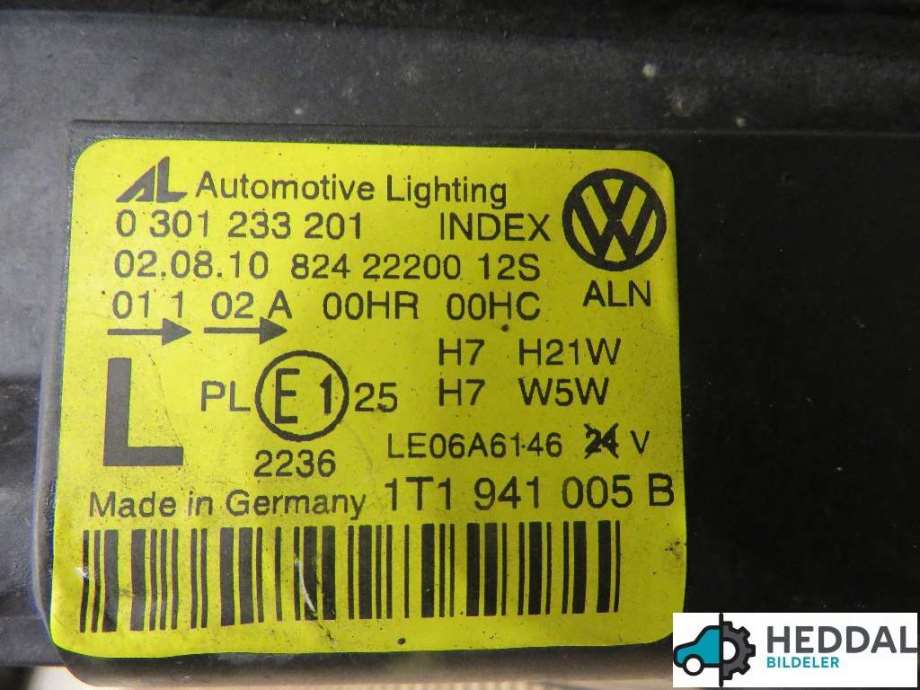 AL Automotive Lighting
0 301 233 201 INDEX
02.08.10 824 22200 12S
ALN
01 1 02 A 00HR 00HC
H7 H21W
L PL E1 25 H7 W5W
2236 LE06A6146 24 V
Made in Germany 1T1 941 005 B
HEDDAL
BILDELER